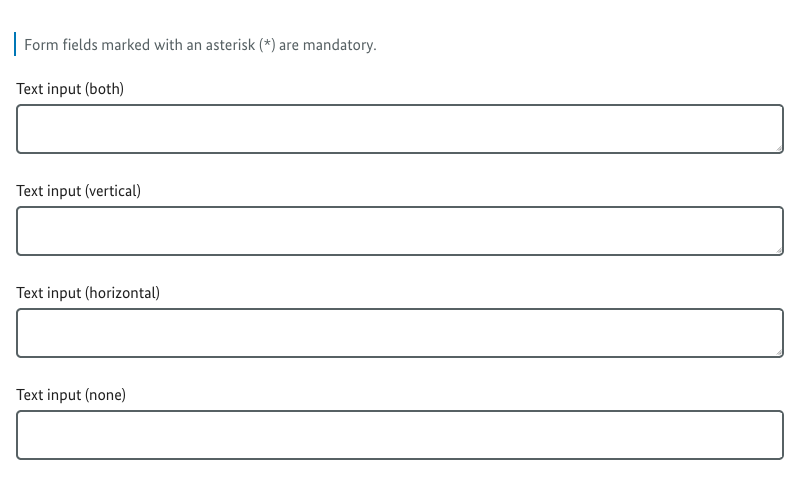 Form fields marked with an asterisk (*) are mandatory.
Text input (both)
Text input (vertical)
Text input (horizontal)
Text input (none)